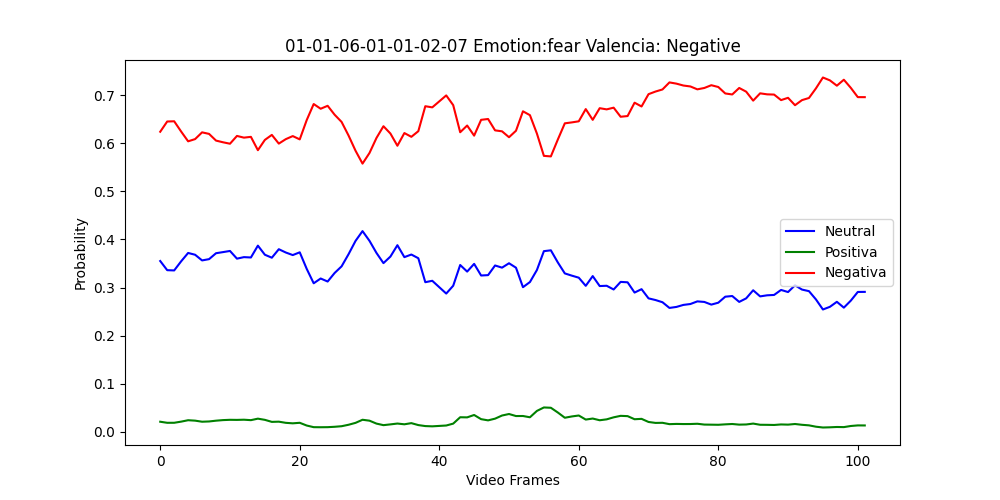 01-01-06-01-01-02-07 Emotion:fear Valencia: Negative
Probability
0.7
0.6
0.5
0.4
0.3
0.2
0.1
0.0
Neutral
Positiva
Negativa
0 20 40 60 80 100
Video Frames